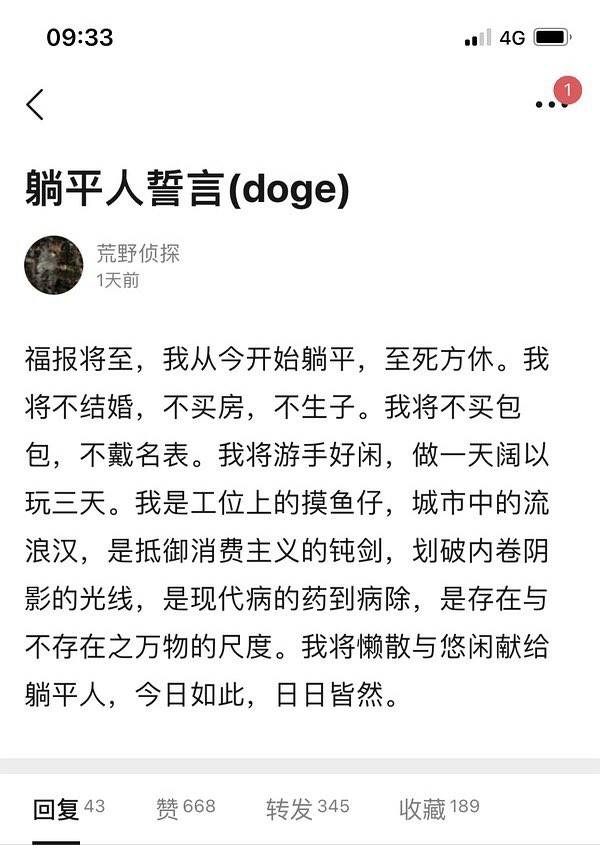 09:33
4G
1
躺平人誓言(doge)
荒野侦探
1天前
福报将至，我从今开始躺平，至死方休。我
将不结婚，不买房，不生子。我将不买包
包，不戴名表。我将游手好闲，做一天阔以
玩三天。我是工位上的摸鱼仔，城市中的流
浪汉，是抵御消费主义的钝剑，划破内卷阴
影的光线，是现代病的药到病除，是存在与
不存在之万物的尺度。我将懒散与悠闲献给
躺平人，今日如此，日日皆然。
回复 43 赞 668 转发 345 收藏 189